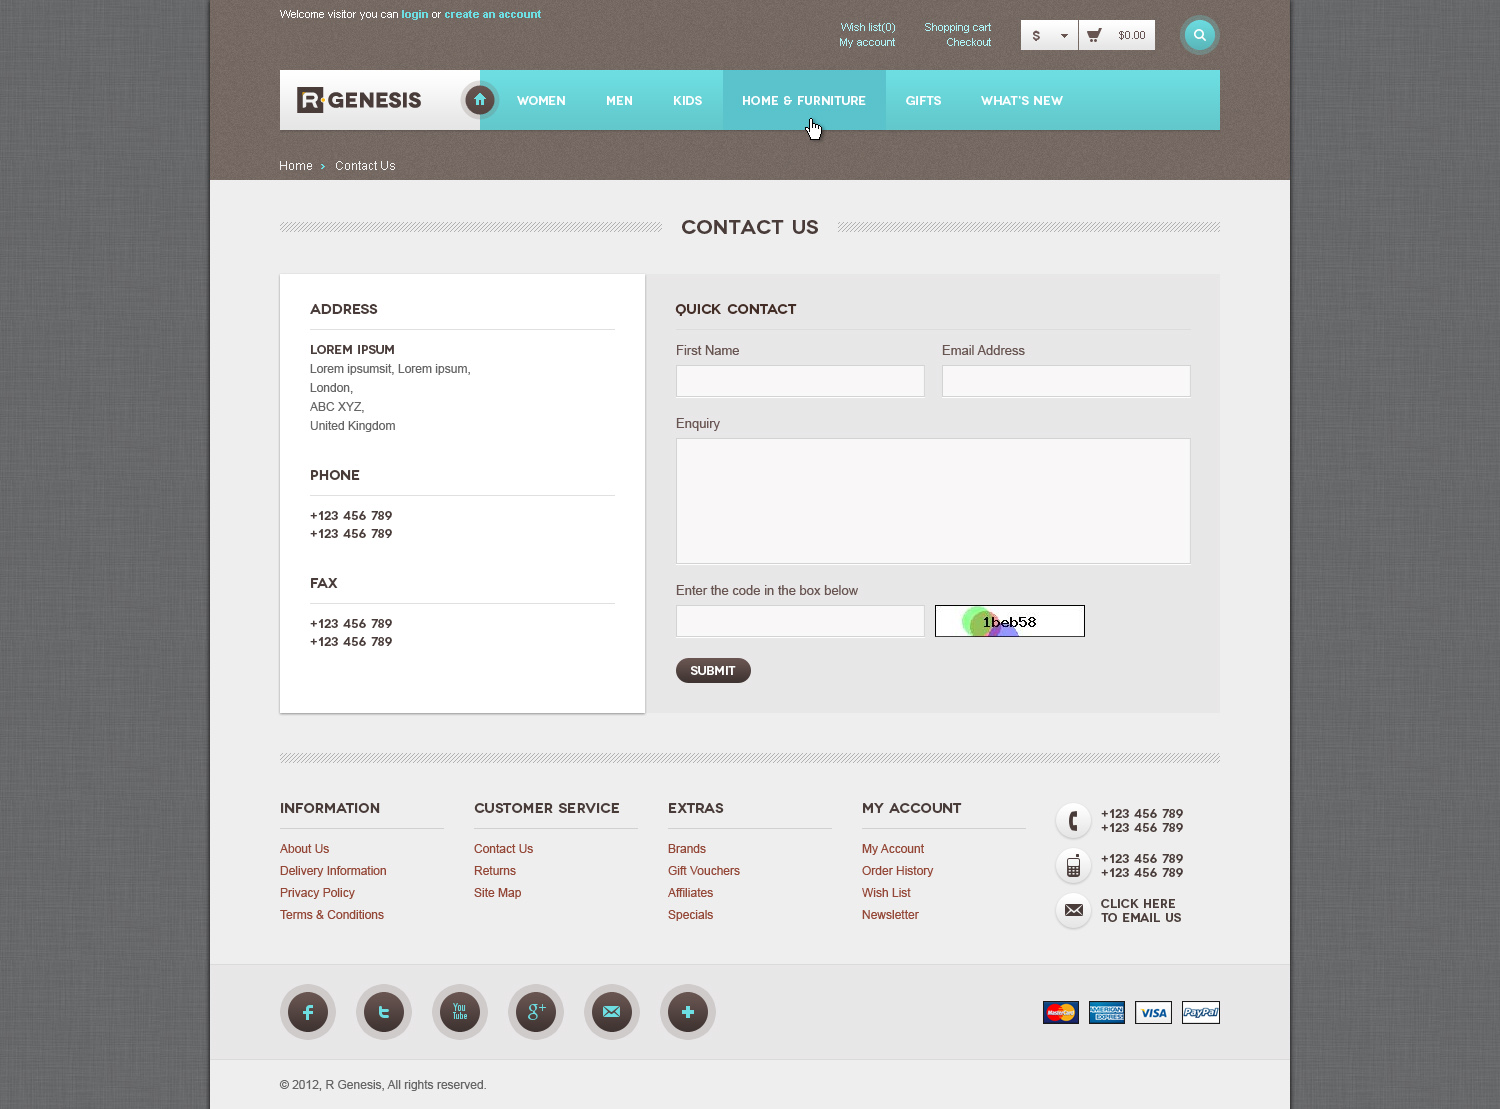 Welcome visitor you can login or create an account
Wish list(0)
My account
Shopping cart
Checkout
$
$0.00
R GENESIS
WOMEN
MEN
KIDS
HOME & FURNITURE
GIFTS
WHAT'S NEW
Home
Contact Us
CONTACT US
ADDRESS
LOREM IPSUM
Lorem ipsumsit, Lorem ipsum,
London,
ABC XYZ,
United Kingdom
PHONE
+123 456 789
+123 456 789
FAX
+123 456 789
+123 456 789
QUICK CONTACT
First Name
Email Address
Enquiry
Enter the code in the box below
1beb58
SUBMIT
INFORMATION
About Us
Delivery Information
Privacy Policy
Terms & Conditions
CUSTOMER SERVICE
Contact Us
Returns
Site Map
EXTRAS
Brands
Gift Vouchers
Affiliates
Specials
MY ACCOUNT
My Account
Order History
Wish List
Newsletter
+123 456 789
+123 456 789
+123 456 789
+123 456 789
CLICK HERE
TO EMAIL US
You
Tube
g+
MasterCard
AMERICAN
EXPRESS
VISA
PayPal
© 2012, R Genesis, All rights reserved.